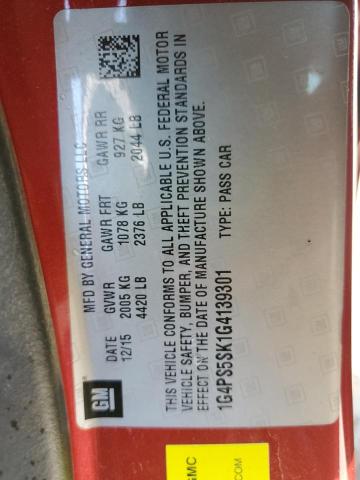 GM
MFD BY GENERAL MOTORS LLC
DATE GVWR GAWR FRT GAWR RR
12/15 2005 KG 1078 KG 927 KG
4420 LB 2376 LB 2044 LB
THIS VEHICLE CONFORMS TO ALL APPLICABLE U.S. FEDERAL MOTOR
VEHICLE SAFETY, BUMPER, AND THEFT PREVENTION STANDARDS IN
EFFECT ON THE DATE OF MANUFACTURE SHOWN ABOVE.
1G4PS5SK1G4139301 TYPE: PASS CAR
GMC
.COM